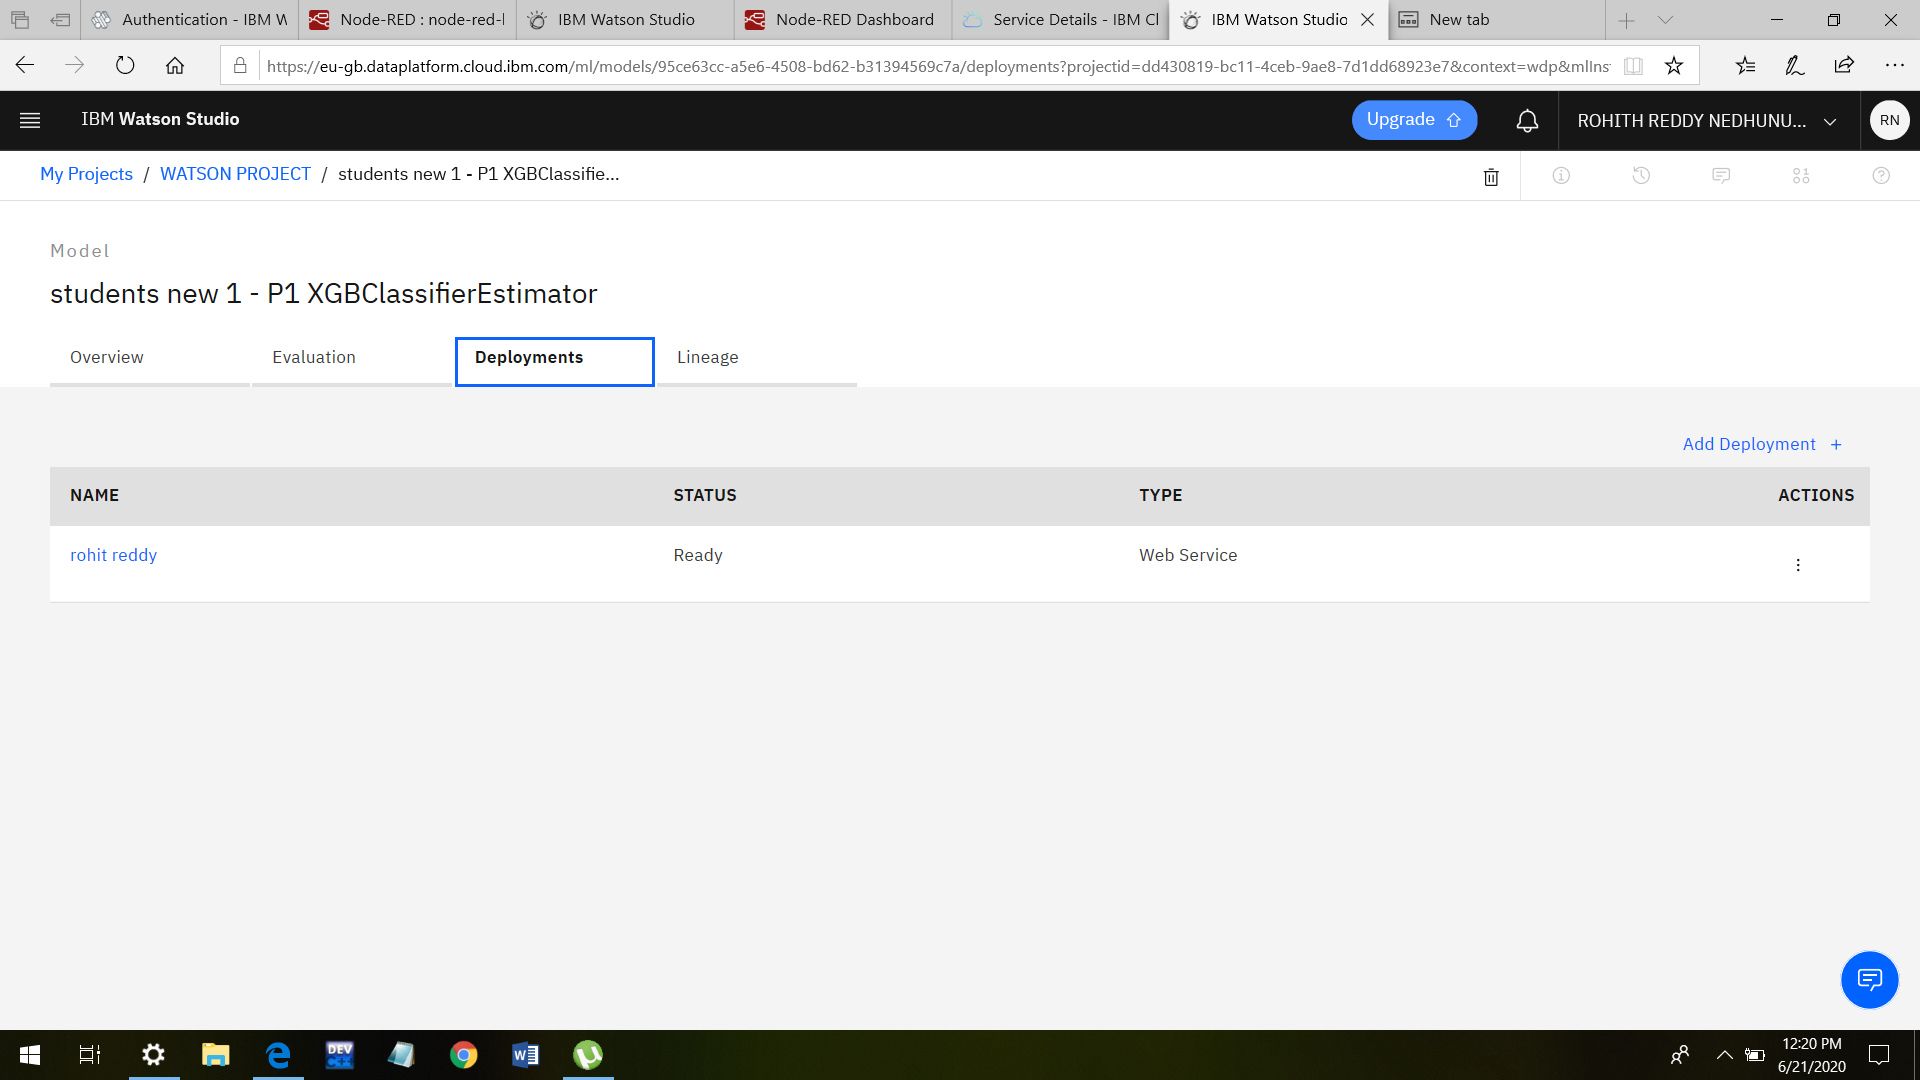 Authentication - IBM W
Node-RED : node-red-l
IBM Watson Studio
Node-RED Dashboard
Service Details - IBM Cl
IBM Watson Studio
New tab
https://eu-gb.dataplatform.cloud.ibm.com/ml/models/95ce63cc-a5e6-4508-bd62-b31394569c7a/deployments?projectid=dd430819-bc11-4ceb-9ae8-7d1dd68923e7&context=wdp&mlIns
IBM Watson Studio
Upgrade
ROHITH REDDY NEDHUNU...
RN
My Projects / WATSON PROJECT / students new 1 - P1 XGBClassifie...
Model
students new 1 - P1 XGBClassifierEstimator
Overview
Evaluation
Deployments
Lineage
Add Deployment +
NAME STATUS TYPE ACTIONS
rohit reddy Ready Web Service
DEV C++
12:20 PM
6/21/2020